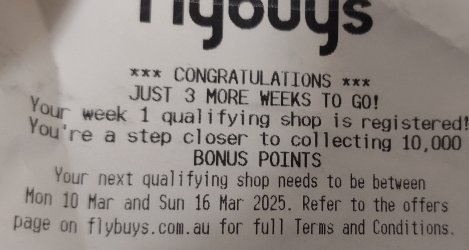 flybuys
*** CONGRATULATIONS ***
JUST 3 MORE WEEKS TO GO!
Your week 1 qualifying shop is registered!
You're a step closer to collecting 10,000
BONUS POINTS
Your next qualifying shop needs to be between
Mon 10 Mar and Sun 16 Mar 2025. Refer to the offers
page on flybuys.com.au for full Terms and Conditions.